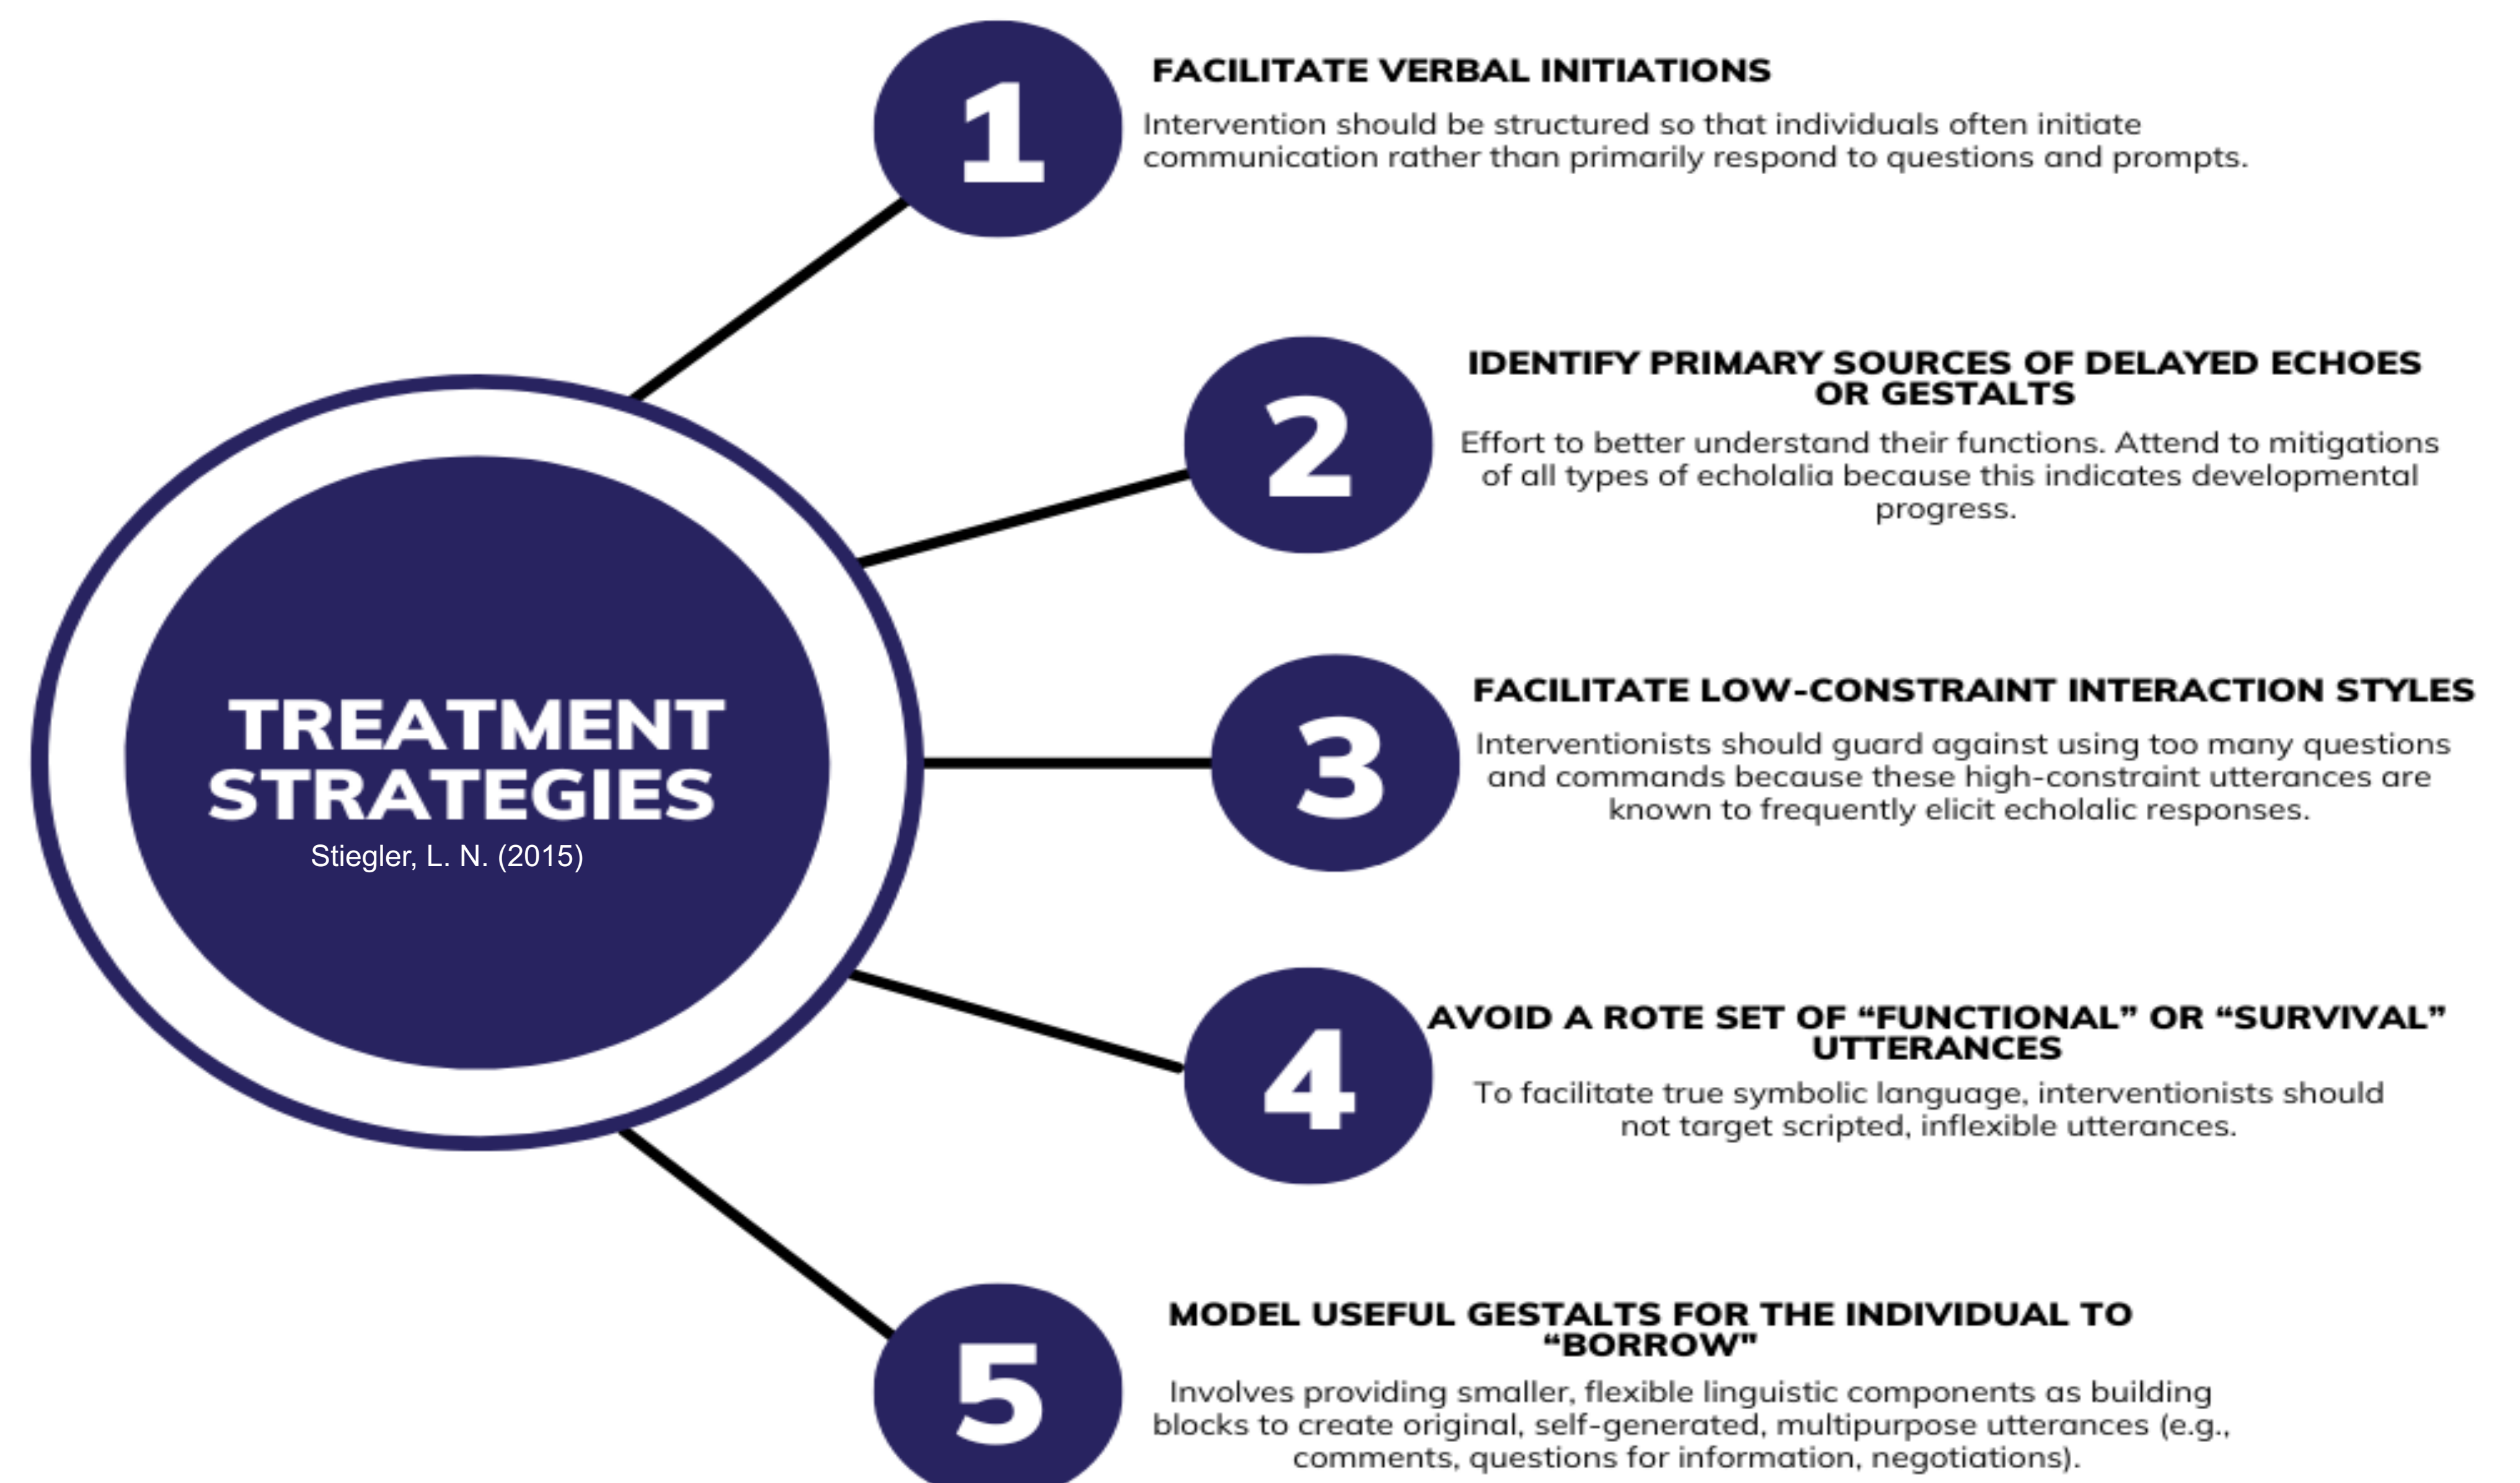 TREATMENT
STRATEGIES
Stiegler, L. N. (2015)
1
FACILITATE VERBAL INITIATIONS
Intervention should be structured so that individuals often initiate
communication rather than primarily respond to questions and prompts.
2
IDENTIFY PRIMARY SOURCES OF DELAYED ECHOES
OR GESTALTS
Effort to better understand their functions. Attend to mitigations
of all types of echolalia because this indicates developmental
progress.
3
FACILITATE LOW-CONSTRAINT INTERACTION STYLES
Interventionists should guard against using too many questions
and commands because these high-constraint utterances are
known to frequently elicit echolalic responses.
4
AVOID A ROTE SET OF “FUNCTIONAL” OR “SURVIVAL”
UTTERANCES
To facilitate true symbolic language, interventionists should
not target scripted, inflexible utterances.
5
MODEL USEFUL GESTALTS FOR THE INDIVIDUAL TO
“BORROW"
Involves providing smaller, flexible linguistic components as building
blocks to create original, self-generated, multipurpose utterances (e.g.,
comments, questions for information, negotiations).